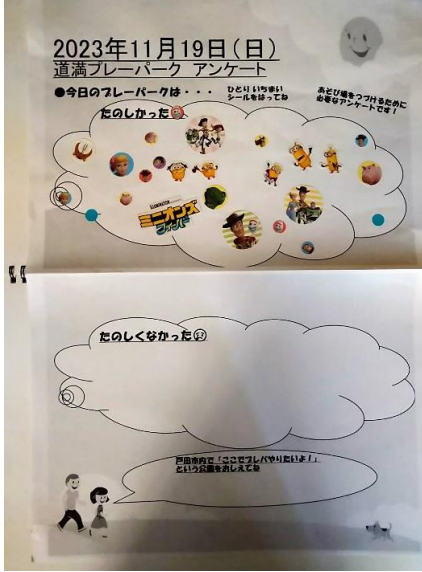 2023年11月19日(日)
道満プレーパーク アンケート
●今日のプレーパークは・・・
ひとり いちまい
シールをはってね
あそび場をつづけるために
必要なアンケートです!
たのしかった
ミニオンズ
フィーバー
たのしくなかった
戸田市内で「ここでプレパやりたいよ!」
という公園をおしえてね